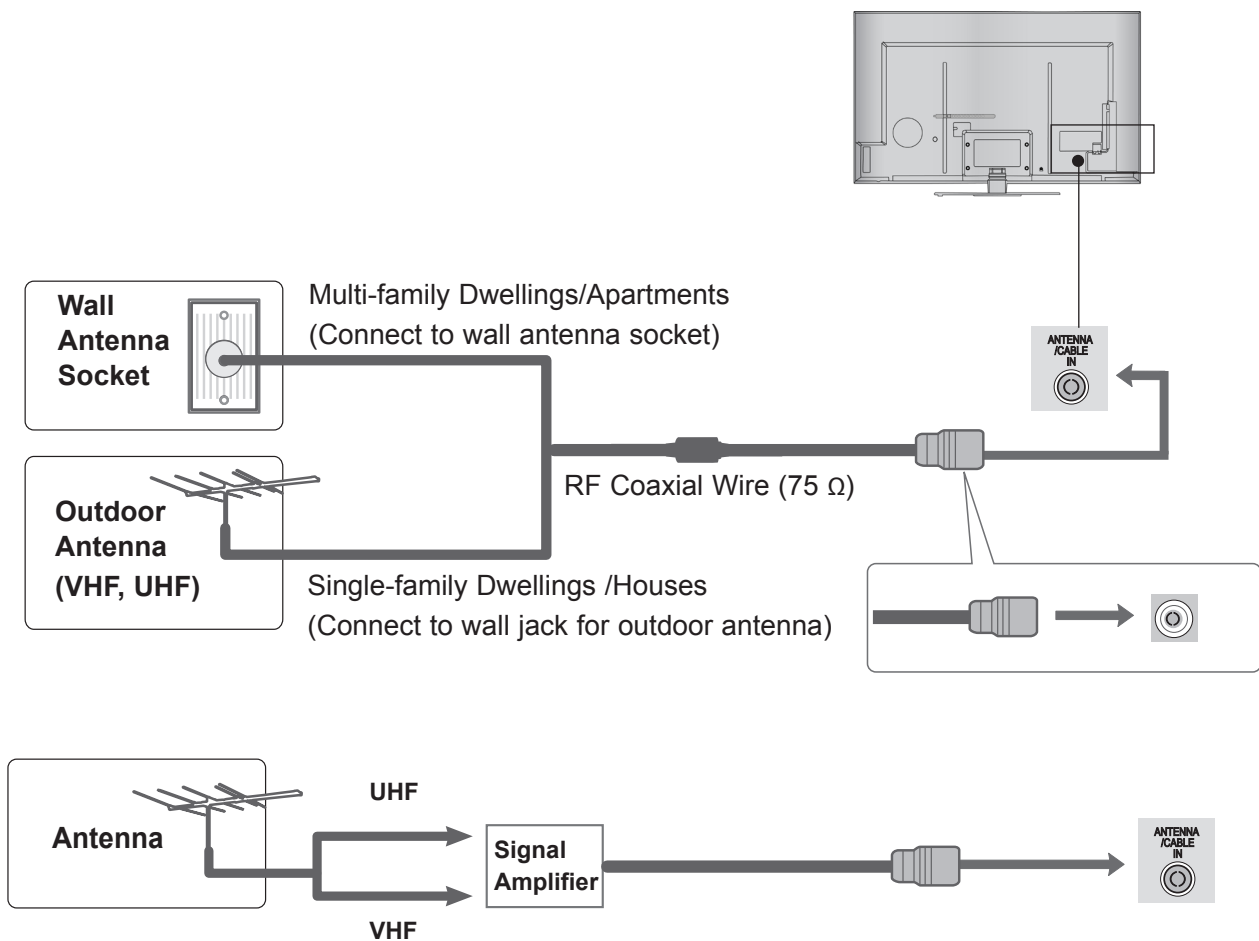 ANTENNA
/CABLE
IN
Wall
Antenna
Socket
Multi-family Dwellings/Apartments
(Connect to wall antenna socket)
RF Coaxial Wire (75 Ω)
Outdoor
Antenna
(VHF, UHF)
Single-family Dwellings /Houses
(Connect to wall jack for outdoor antenna)
Antenna
UHF
VHF
Signal
Amplifier
ANTENNA
/CABLE
IN